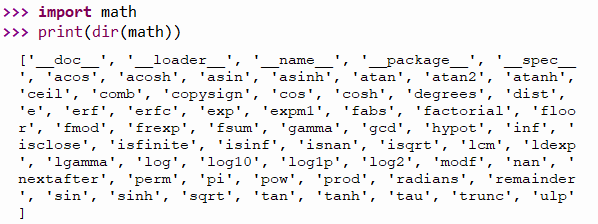 >>> import math
>>> print(dir(math))
['__doc__', '__loader__', '__name__', '__package__', '__spec__
', 'acos', 'acosh', 'asin', 'asinh', 'atan', 'atan2', 'atanh',
'ceil', 'comb', 'copysign', 'cos', 'cosh', 'degrees', 'dist',
'e', 'erf', 'erfc', 'exp', 'expm1', 'fabs', 'factorial', 'floo
r', 'fmod', 'frexp', 'fsum', 'gamma', 'gcd', 'hypot', 'inf', '
isclose', 'isfinite', 'isinf', 'isnan', 'isqrt', 'lcm', 'ldexp
', 'lgamma', 'log', 'log10', 'log1p', 'log2', 'modf', 'nan', '
nextafter', 'perm', 'pi', 'pow', 'prod', 'radians', 'remainder
', 'sin', 'sinh', 'sqrt', 'tan', 'tanh', 'tau', 'trunc', 'ulp'
]